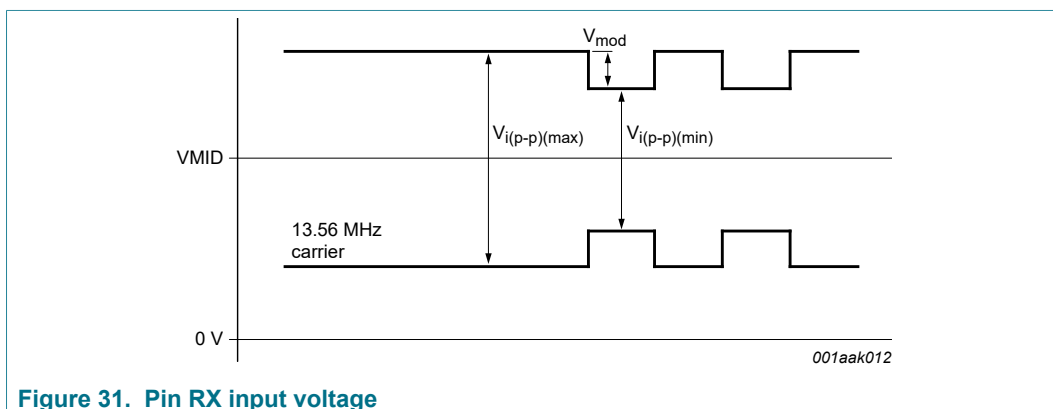 Vmod
Vi(p-p)(max)
Vi(p-p)(min)
VMID
13.56 MHz
carrier
0 V
001aak012
Figure 31. Pin RX input voltage